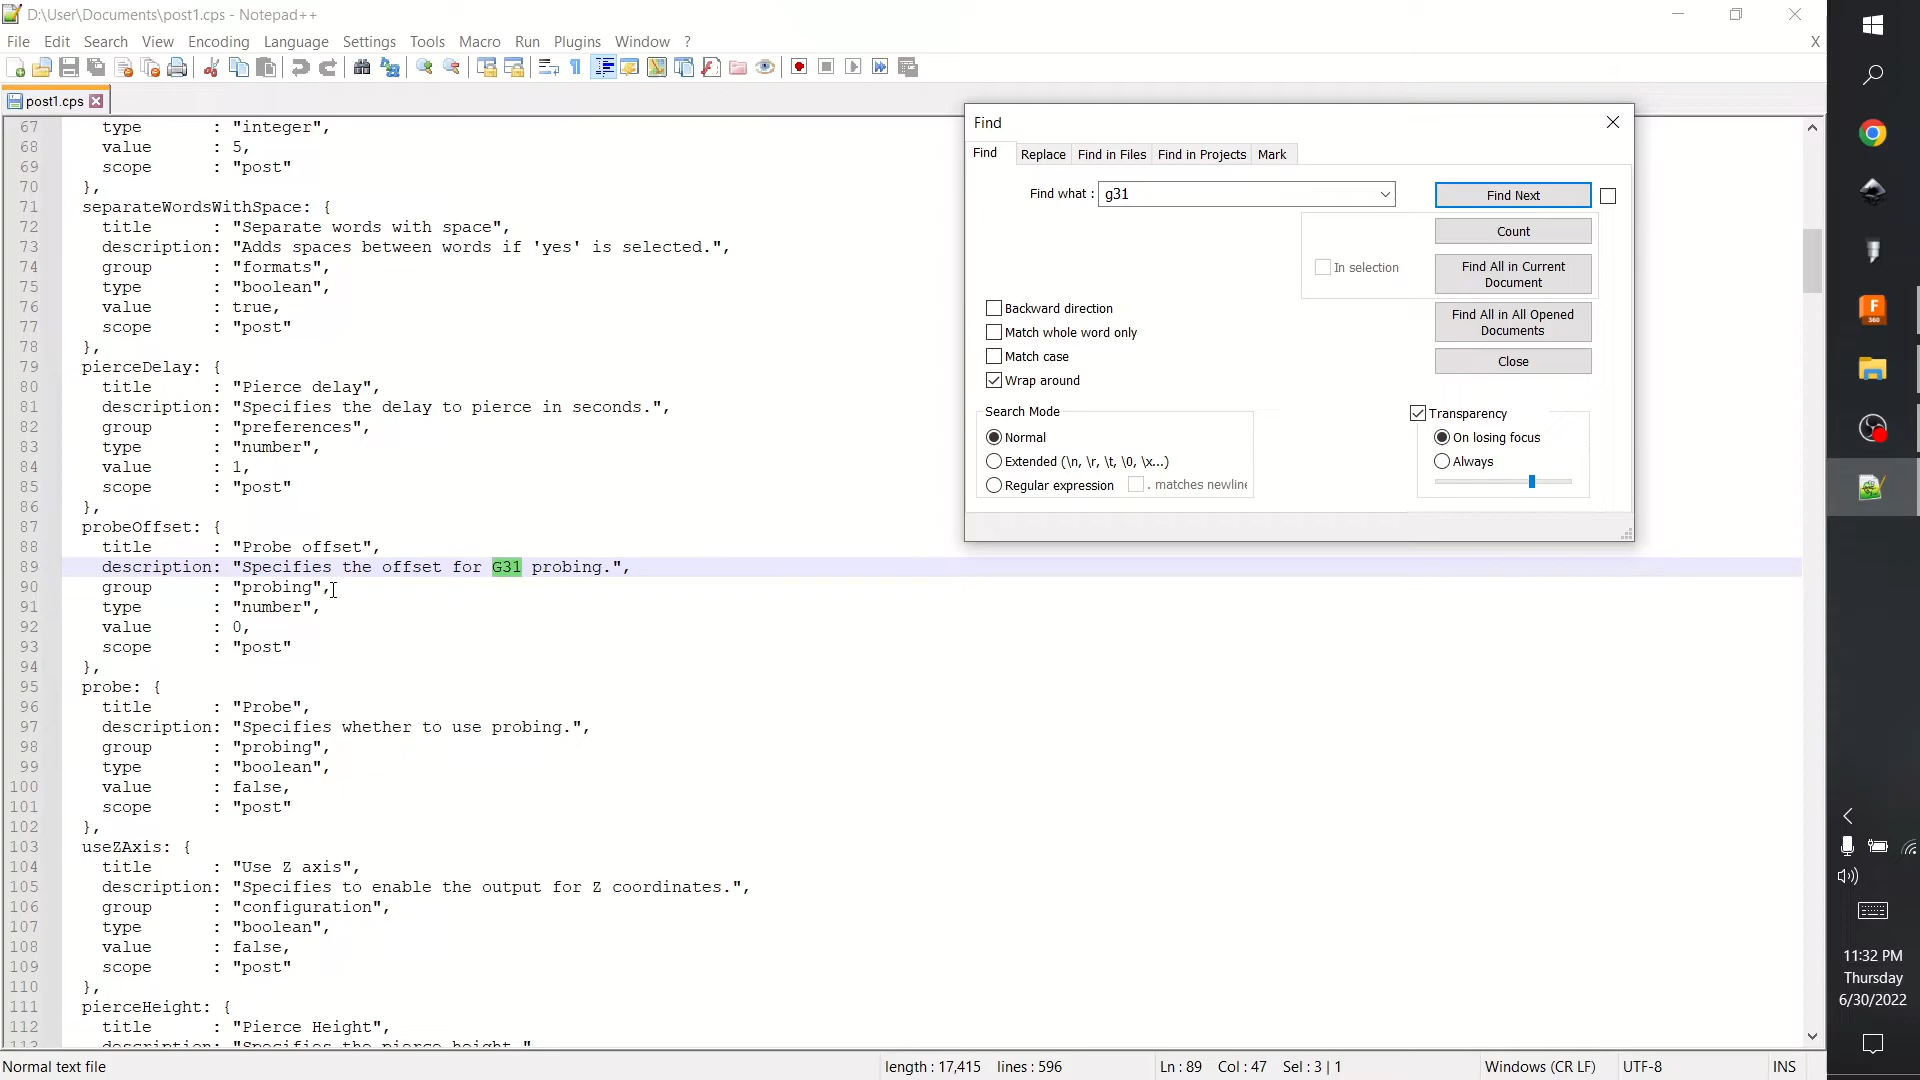 D:\User\Documents\post1.cps - Notepad++
File Edit Search View Encoding Language Settings Tools Macro Run Plugins Window ?
X
post1.cps
67 type : "integer",
68 value : 5,
69 scope : "post"
70 },
71 separateWordsWithSpace: {
72 title : "Separate words with space",
73 description: "Adds spaces between words if 'yes' is selected.",
74 group : "formats",
75 type : "boolean",
76 value : true,
77 scope : "post"
78 },
79 pierceDelay: {
80 title : "Pierce delay",
81 description: "Specifies the delay to pierce in seconds.",
82 group : "preferences",
83 type : "number",
84 value : 1,
85 scope : "post"
86 },
87 probeOffset: {
88 title : "Probe offset",
89 description: "Specifies the offset for G31 probing.",
90 group : "probing",
91 type : "number",
92 value : 0,
93 scope : "post"
94 },
95 probe: {
96 title : "Probe",
97 description: "Specifies whether to use probing.",
98 group : "probing",
99 type : "boolean",
100 value : false,
101 scope : "post"
102 },
103 useZAxis: {
104 title : "Use Z axis",
105 description: "Specifies to enable the output for Z coordinates.",
106 group : "configuration",
107 type : "boolean",
108 value : false,
109 scope : "post"
110 },
111 pierceHeight: {
112 title : "Pierce Height",
113 description: "Specifies the pierce height."
Find
Find Replace Find in Files Find in Projects Mark
Find what : g31
Find Next
Count
In selection
Find All in Current
Document
Find All in All Opened
Documents
Close
Backward direction
Match whole word only
Match case
Wrap around
Search Mode
Normal
Extended (\n, \r, \t, \0, \x...)
Regular expression . matches newline
Transparency
On losing focus
Always
F
360
11:32 PM
Thursday
6/30/2022
Normal text file
length : 17,415 lines : 596
Ln : 89 Col : 47 Sel : 3 | 1
Windows (CR LF)
UTF-8
INS